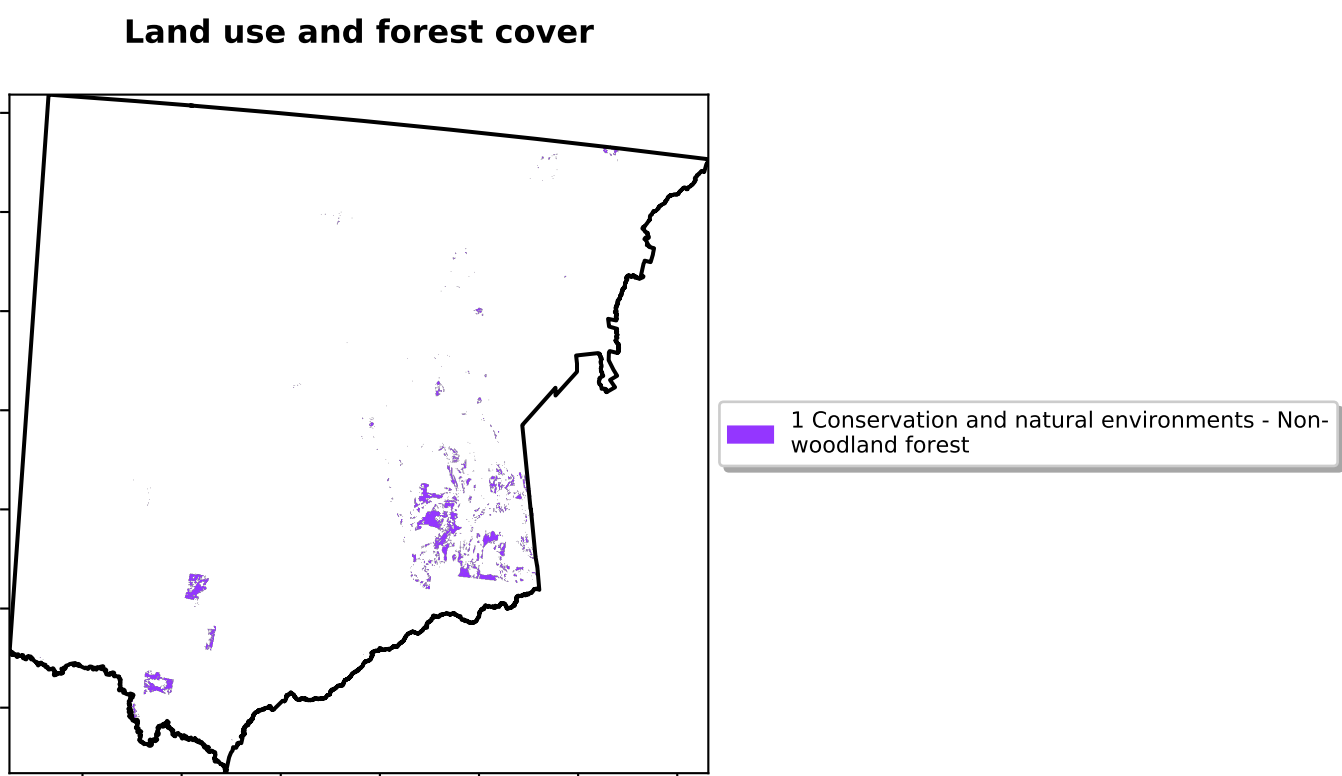 Land use and forest cover
1 Conservation and natural environments - Non-
woodland forest